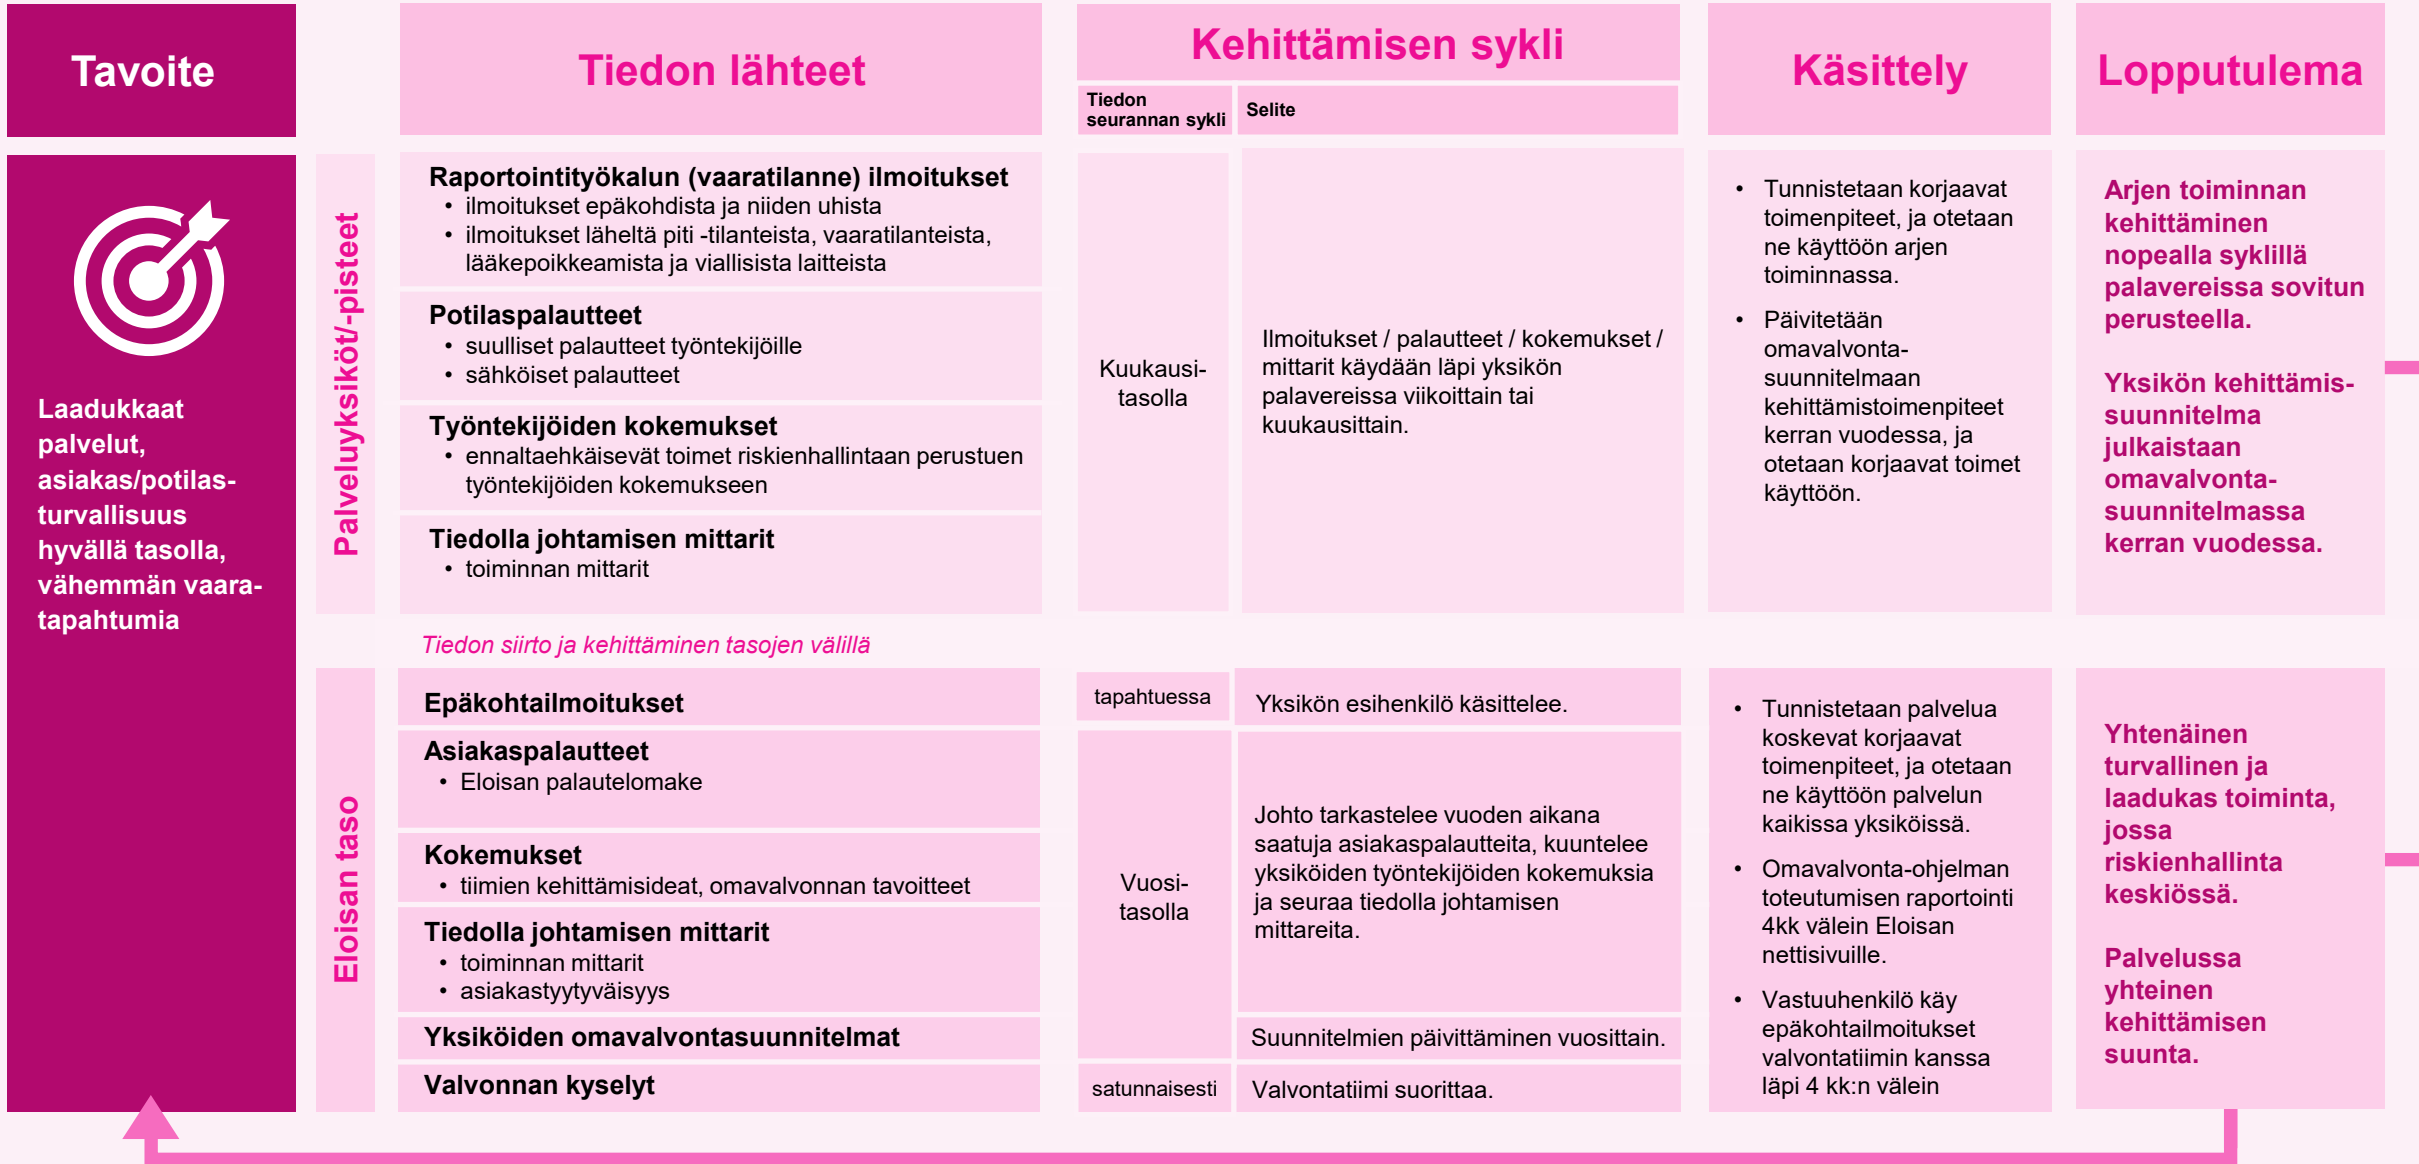 Tavoite
Tiedon lähteet
Kehittämisen sykli
Tiedon
seurannan sykli
Selite
Käsittely
Lopputulema
Laadukkaat
palvelut,
asiakas/potilas-
turvallisuus
hyvällä tasolla,
vähemmän vaara-
tapahtumia
Palveluyksiköt/-pisteet
Raportointityökalun (vaaratilanne) ilmoitukset
• ilmoitukset epäkohdista ja niiden uhista
• ilmoitukset läheltä piti -tilanteista, vaaratilanteista,
lääkepoikkeamista ja viallisista laitteista
Potilaspalautteet
• suulliset palautteet työntekijöille
• sähköiset palautteet
Työntekijöiden kokemukset
• ennaltaehkäisevät toimet riskienhallintaan perustuen
työntekijöiden kokemukseen
Tiedolla johtamisen mittarit
• toiminnan mittarit
Kuukausi-
tasolla
Ilmoitukset / palautteet / kokemukset /
mittarit käydään läpi yksikön
palavereissa viikoittain tai
kuukausittain.
• Tunnistetaan korjaavat
toimenpiteet, ja otetaan
ne käyttöön arjen
toiminnassa.
• Päivitetään
omavalvonta-
suunnitelmaan
kehittämistoimenpiteet
kerran vuodessa, ja
otetaan korjaavat toimet
käyttöön.
Arjen toiminnan
kehittäminen
nopealla syklillä
palavereissa sovitun
perusteella.
Yksikön kehittämis-
suunnitelma
julkaistaan
omavalvonta-
suunnitelmassa
kerran vuodessa.
Tiedon siirto ja kehittäminen tasojen välillä
Eloisan taso
Epäkohtailmoitukset
Asiakaspalautteet
• Eloisan palautelomake
Kokemukset
• tiimien kehittämisideat, omavalvonnan tavoitteet
Tiedolla johtamisen mittarit
• toiminnan mittarit
• asiakastyytyväisyys
Yksiköiden omavalvontasuunnitelmat
Valvonnan kyselyt
tapahtuessa
Yksikön esihenkilö käsittelee.
Vuosi-
tasolla
Johto tarkastelee vuoden aikana
saatuja asiakaspalautteita, kuuntelee
yksiköiden työntekijöiden kokemuksia
ja seuraa tiedolla johtamisen
mittareita.
Suunnitelmien päivittäminen vuosittain.
satunnaisesti
Valvontatiimi suorittaa.
• Tunnistetaan palvelua
koskevat korjaavat
toimenpiteet, ja otetaan
ne käyttöön palvelun
kaikissa yksiköissä.
• Omavalvonta-ohjelman
toteutumisen raportointi
4kk välein Eloisan
nettisivuille.
• Vastuuhenkilö käy
epäkohtailmoitukset
valvontatiimin kanssa
läpi 4 kk:n välein
Yhtenäinen
turvallinen ja
laadukas toiminta,
jossa
riskienhallinta
keskiössä.
Palvelussa
yhteinen
kehittämisen
suunta.